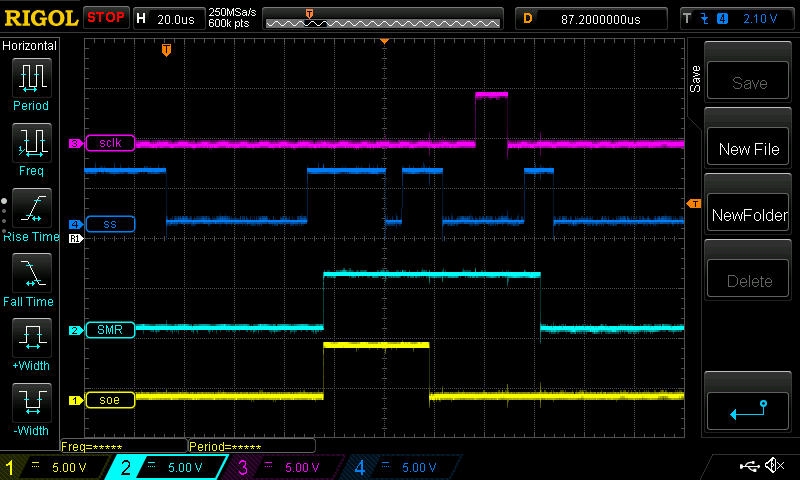 RIGOL STOP H 20.0us 250MSa/s 600k pts T D 87.2000000us T 4 2.10 V
Horizontal
Period
Freq
Rise Time
Fall Time
+Width
-Width
T
3 sclk
4 ss
R1
2 SMR
1 soe
T
Freq=***** Period=*****
1 5.00 V 2 5.00 V 3 5.00 V 4 5.00 V
Save
Save
New File
NewFolder
Delete